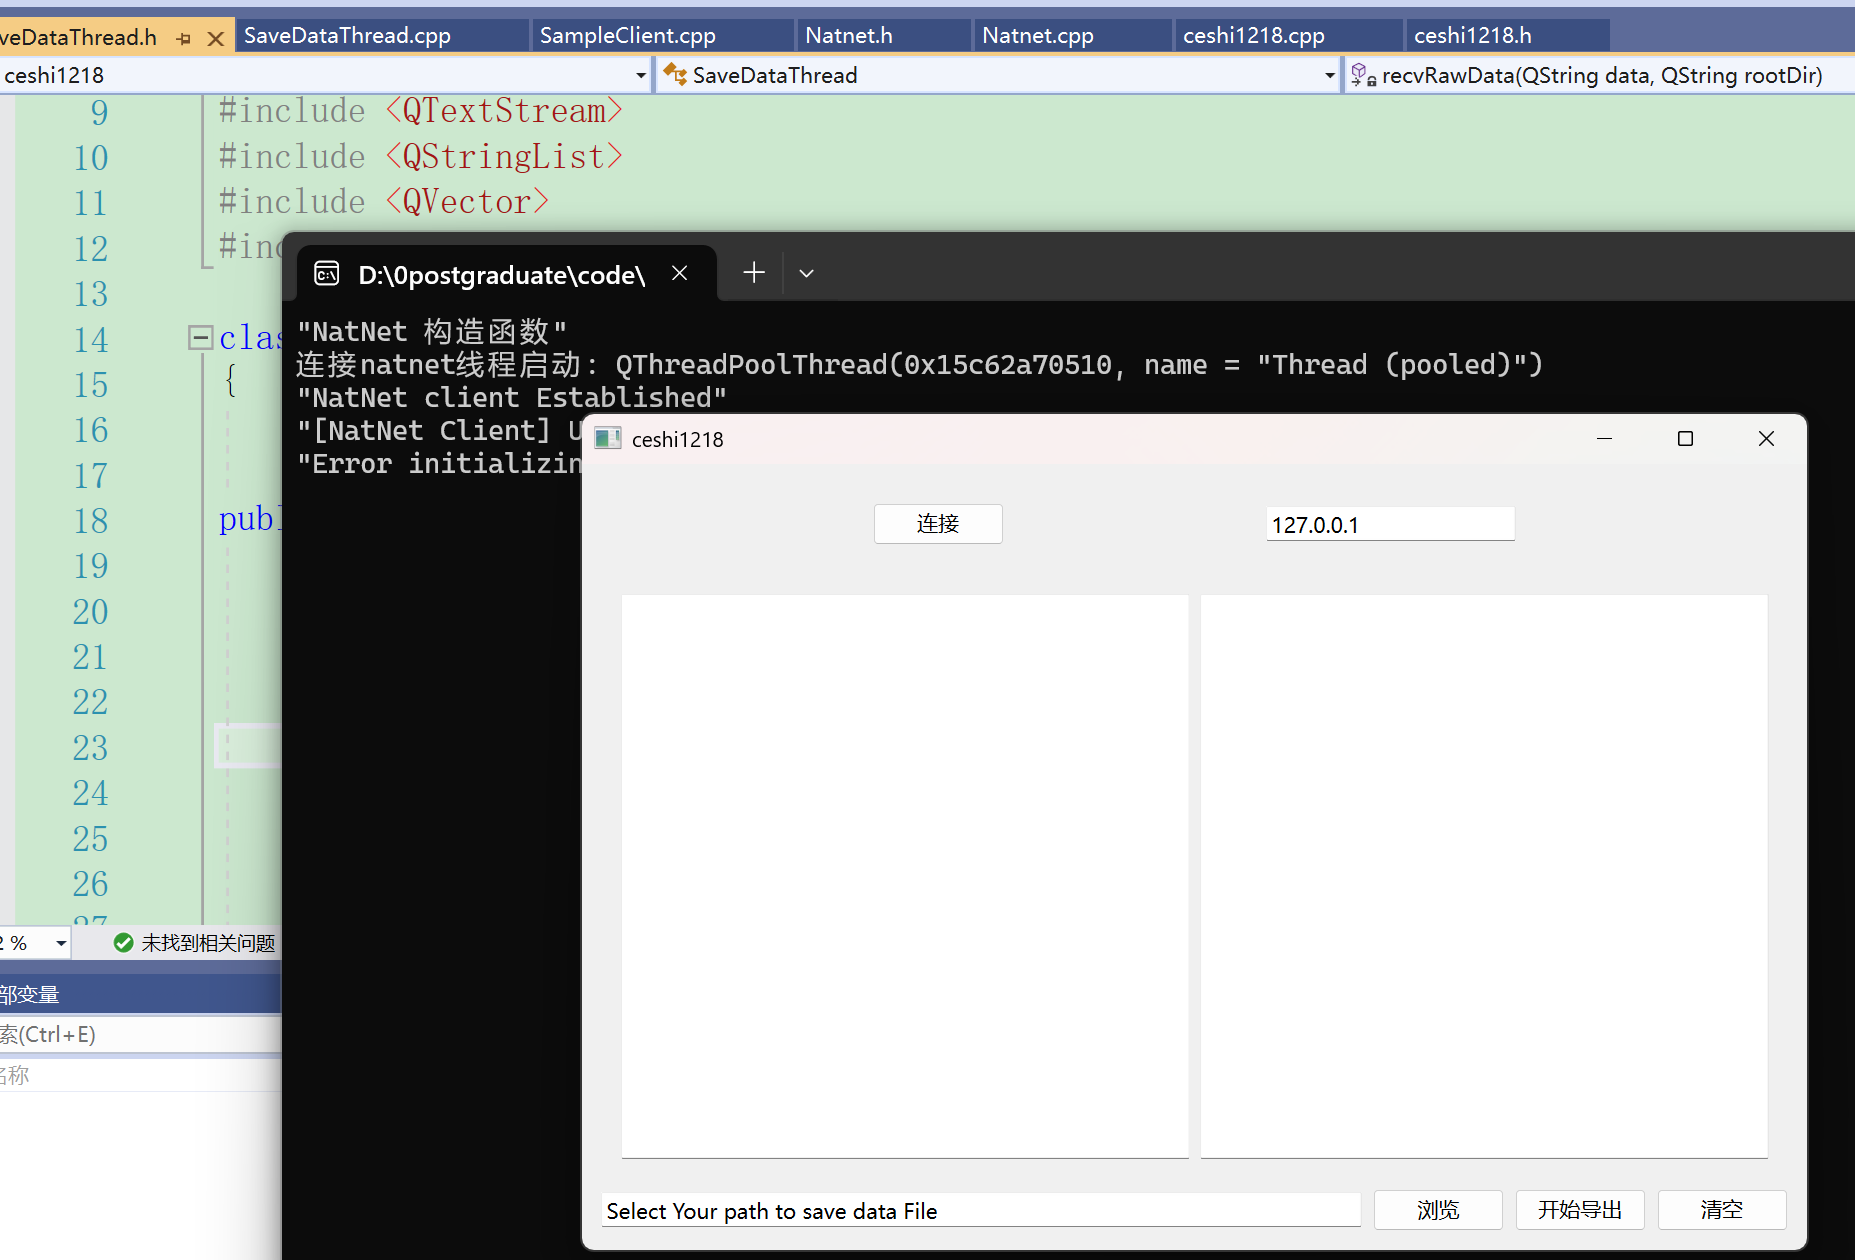 veDataThread.h SaveDataThread.cpp SampleClient.cpp Natnet.h Natnet.cpp ceshi1218.cpp ceshi1218.h
ceshi1218 SaveDataThread recvRawData(QString data, QString rootDir)
9 #include <QTextStream>
10 #include <QStringList>
11 #include <QVector>
12 #inc
13
14 clas
15 {
16
17
18 publ
19
20
21
22
23
24
25
26
27
2 % 未找到相关问题
部变量
索(Ctrl+E)
名称
D:\0postgraduate\code\
"NatNet 构造函数"
连接natnet线程启动: QThreadPoolThread(0x15c62a70510, name = "Thread (pooled)")
"NatNet client Established"
"[NatNet Client] U
"Error initializin
ceshi1218
连接 127.0.0.1
Select Your path to save data File 浏览 开始导出 清空